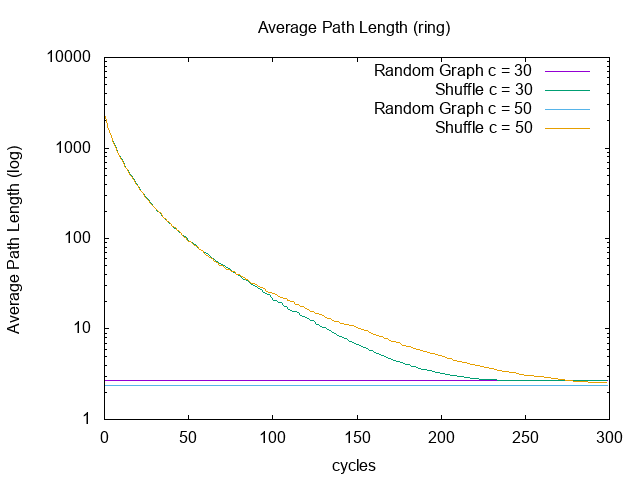 Average Path Length (ring)
10000
1000
100
10
1
Average Path Length (log)
Random Graph c = 30
Shuffle c = 30
Random Graph c = 50
Shuffle c = 50
0 50 100 150 200 250 300
cycles